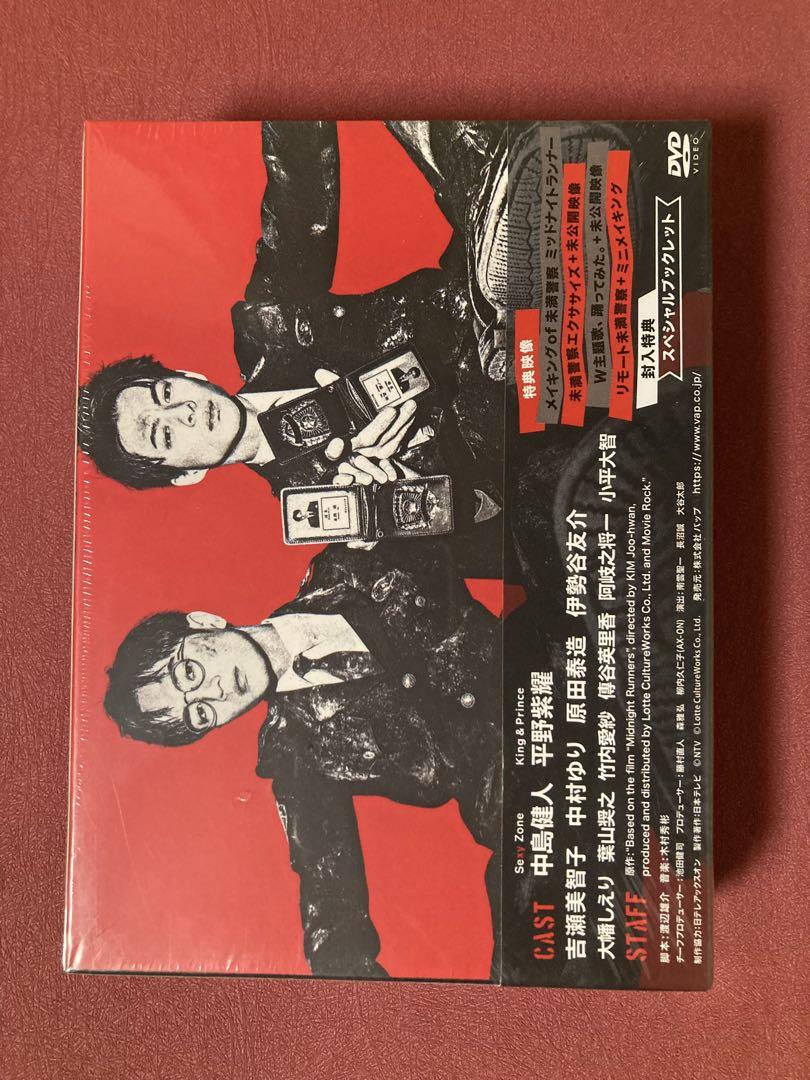 特典映像
メイキングof 未満警察 ミッドナイトランナー
未満警察エクササイズ+未公開映像
W主題歌、踊ってみた。+未公開映像
リモート未満警察+ミニメイキング
封入特典
スペシャルブックレット
DVD
VIDEO
Sexy Zone King & Prince
CAST 中島健人 平野紫耀
吉瀬美智子 中村ゆり 原田泰造 伊勢谷友介
大幡しえり 葉山奨之 竹内愛紗 傳谷英里香 阿岐之将一 小平大智
STAFF 原作:"Based on the film "Midnight Runners", directed by KIM Joo-hwan,
produced and distributed by Lotte CultureWorks Co., Ltd. and Movie Rock."
脚本:渡辺雄介 音楽:木村秀彬
チーフプロデューサー:池田健司 プロデューサー:藤村直人 森雅弘 柳内久仁子(AX-ON) 演出:南雲聖一 長沼誠 大谷太郎
制作協力:日テレアックスオン 製作著作:日本テレビ ©NTV ©Lotte CultureWorks Co., Ltd. 発売元:株式会社バップ https://www.vap.co.jp/